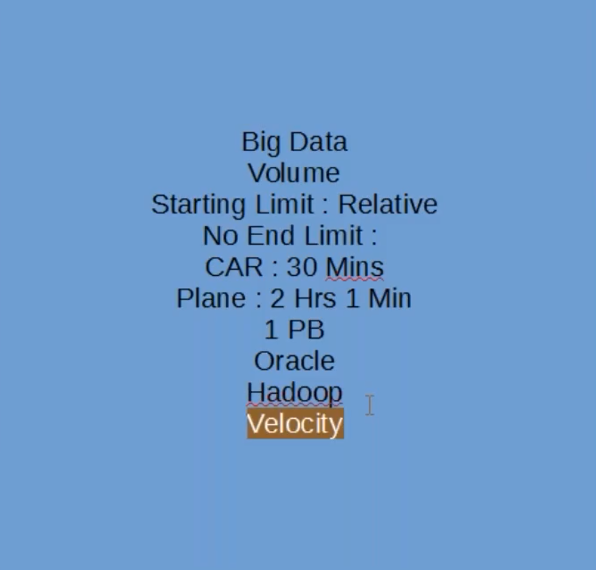 Big Data
Volume
Starting Limit : Relative
No End Limit :
CAR : 30 Mins
Plane : 2 Hrs 1 Min
1 PB
Oracle
Hadoop
Velocity